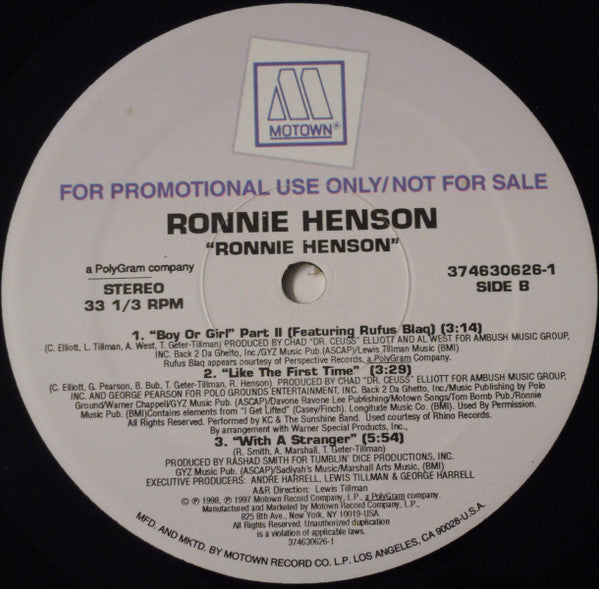 MOTOWN®
FOR PROMOTIONAL USE ONLY/NOT FOR SALE
RONNiE HENSON
"RONNIE HENSON"
a PolyGram company
STEREO
33 1/3 RPM
374630626-1
SIDE B
1. "Boy Or Girl" Part II (Featuring Rufus Blaq) (3:14)
(C. Elliott, L. Tillman, A. West, T. Geter-Tillman) PRODUCED BY CHAD "DR. CEUSS" ELLIOTT AND AL WEST FOR AMBUSH MUSIC GROUP,
INC. Back 2 Da Ghetto, Inc./GYZ Music Pub.(ASCAP)/Lewis Tillman Music (BMI)
Rufus Blaq appears courtesy of Perspective Records, a PolyGram Company.
2. "Like The First Time" (3:29)
(C. Elliott, G. Pearson, B. Bub, T. Geter-Tillman, R. Henson) PRODUCED BY CHAD "DR. CEUSS" ELLIOTT FOR AMBUSH MUSIC GROUP,
INC. AND GEORGE PEARSON FOR POLO GROUNDS ENTERTAINMENT, INC. Back 2 Da Ghetto, Inc./Music Publishing by Polo
Ground/Warner Chappell/GYZ Music Pub.(ASCAP)/Davone Ravone Lee Publishing/Motown Songs/Tom Bomb Pub./Ronnie
Music Pub. (BMI)Contains elements from "I Get Lifted" (Casey/Finch). Longitude Music Co. (BMI). Used By Permission.
All Rights Reserved. Performed by KC & The Sunshine Band. Used courtesy of Rhino Records.
By arrangement with Warner Special Products, Inc.,
3. "With A Stranger" (5:54)
(R. Smith, A. Marshall, T. Geter-Tillman)
PRODUCED BY RASHAD SMITH FOR TUMBLIN' DICE PRODUCTIONS, INC.
GYZ Music Pub. (ASCAP)/Sadiyah's Music/Marshall Arts Music, (BMI)
EXECUTIVE PRODUCERS: ANDRE HARRELL, LEWIS TILLMAN & GEORGE HARRELL
A&R Direction: Lewis Tillman
© ℗ 1998, ℗ 1997 Motown Record Company, L.P., a PolyGram company.
Manufactured and Marketed by Motown Record Company, L.P.,
825 8th Ave., New York, NY 10019-USA.
All Rights Reserved. Unauthorized duplication
is a violation of applicable laws.
374630626-1
MFD. AND MKTD. BY MOTOWN RECORD CO. L.P. LOS ANGELES, CA 90028-U.S.A.